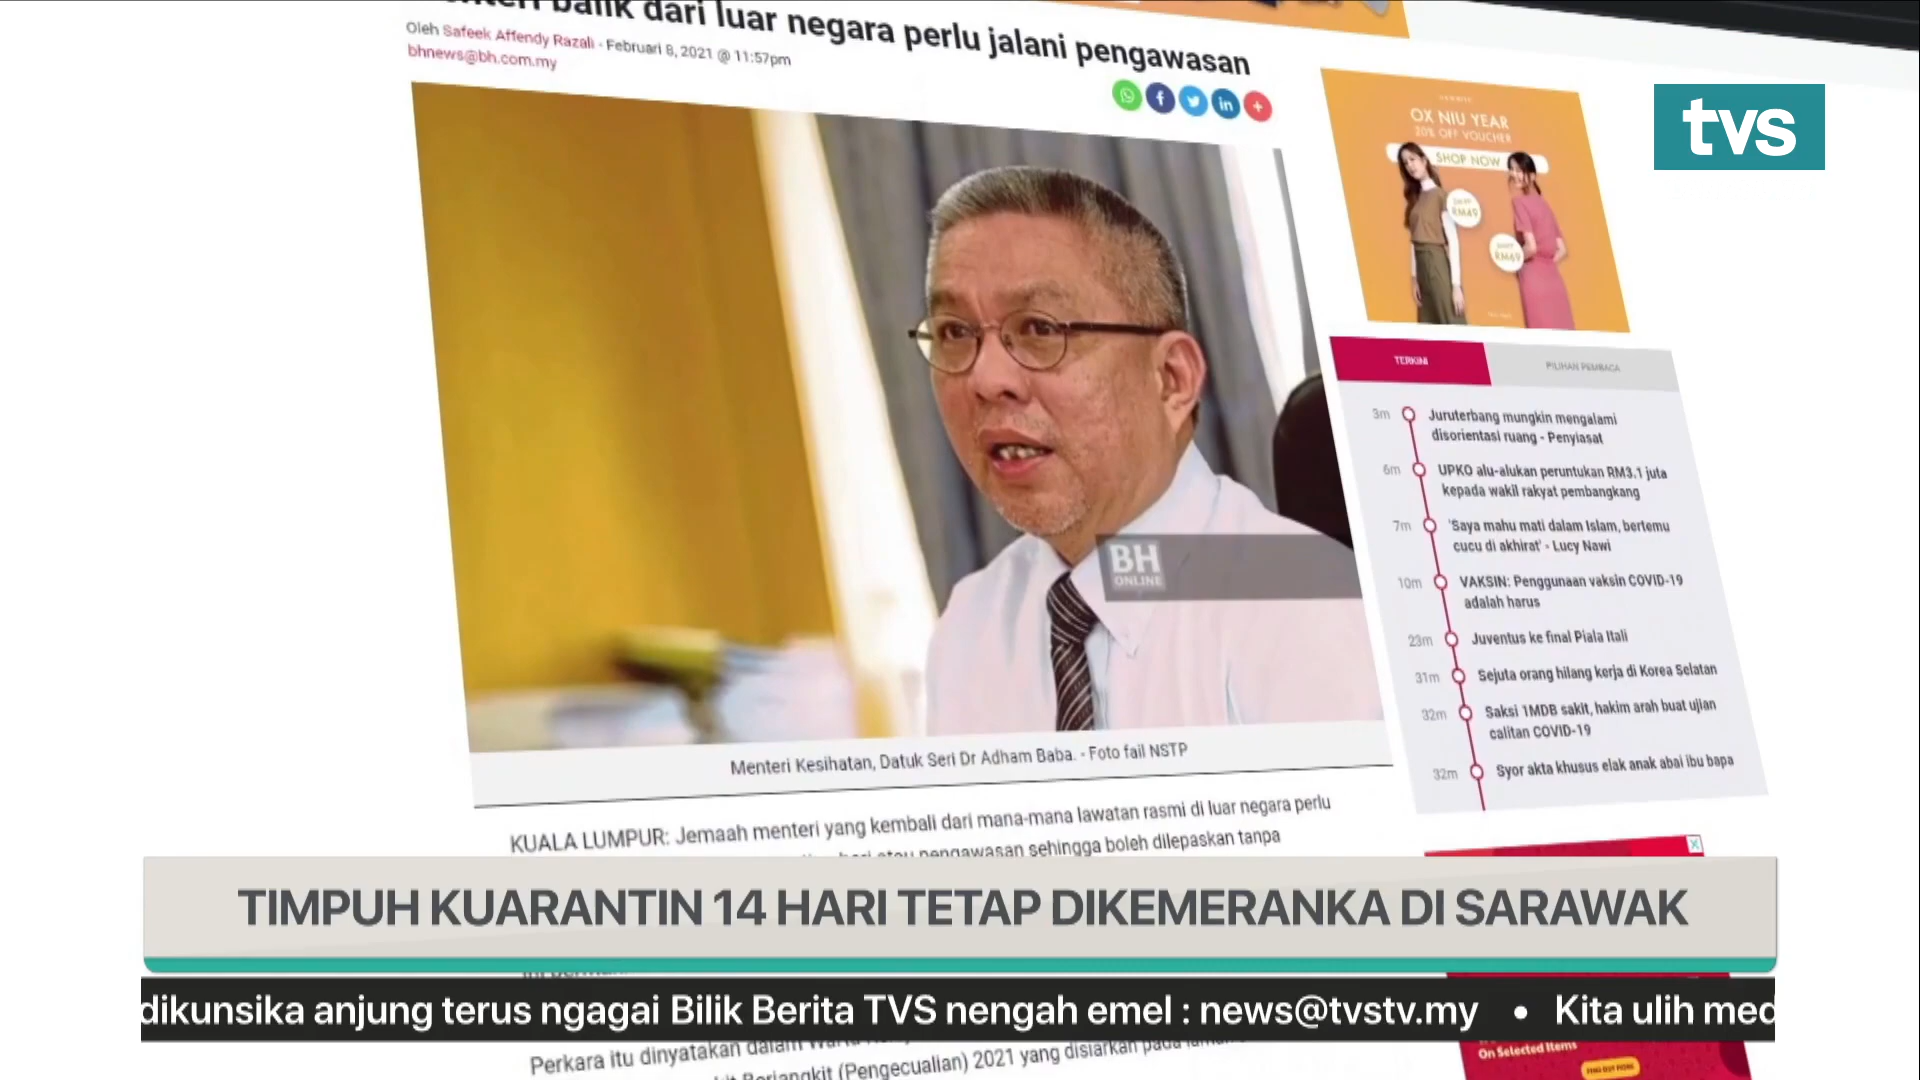 balik dari luar negara perlu jalani pengawasan
Oleh Safeek Affendy Razali - Februari 8, 2021 @ 11:57pm
bhnews@bh.com.my
tvs
OX NIU YEAR
20% OFF VOUCHER
SHOP NOW
RM49
RM69
TERKINI
PILIHAN PEMBACA
3m Juruterbang mungkin mengalami
disorientasi ruang - Penyiasat
6m UPKO alu-alukan peruntukan RM3.1 juta
kepada wakil rakyat pembangkang
7m 'Saya mahu mati dalam Islam, bertemu
cucu di akhirat' - Lucy Nawi
10m VAKSIN: Penggunaan vaksin COVID-19
adalah harus
23m Juventus ke final Piala Itali
31m Sejuta orang hilang kerja di Korea Selatan
32m Saksi 1MDB sakit, hakim arah buat ujian
calitan COVID-19
32m Syor akta khusus elak anak abai ibu bapa
BH
ONLINE
Menteri Kesihatan, Datuk Seri Dr Adham Baba. - Foto fail NSTP
KUALA LUMPUR: Jemaah menteri yang kembali dari mana-mana lawatan rasmi di luar negara perlu
atau pengawasan sehingga boleh dilepaskan tanpa
TIMPUH KUARANTIN 14 HARI TETAP DIKEMERANKA DI SARAWAK
dikunsika anjung terus ngagai Bilik Berita TVS nengah emel : news@tvstv.my • Kita ulih med
Perkara itu dinyatakan dalam
(Pengecualian) 2021 yang disiarkan pada
On Selected Items
FIND OUT MORE